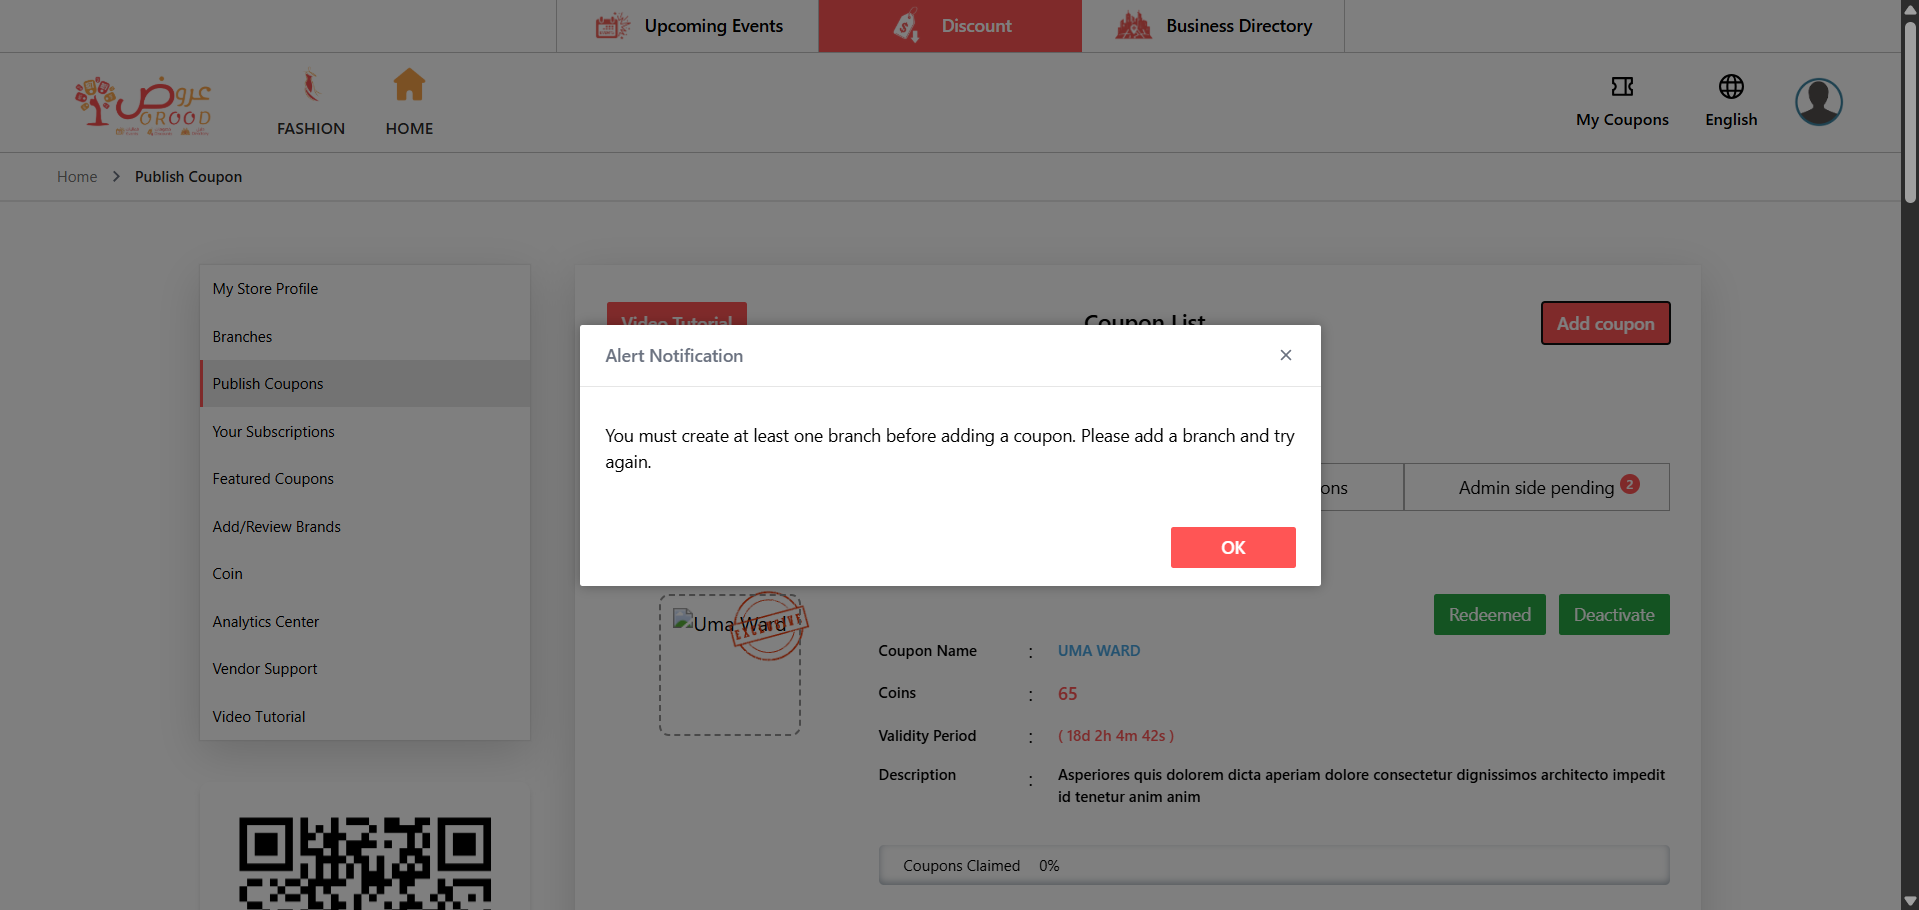 Upcoming Events
Discount
Business Directory
عروض
OROOD
FASHION
HOME
My Coupons
English
Home
Publish Coupon
My Store Profile
Branches
Publish Coupons
Your Subscriptions
Featured Coupons
Add/Review Brands
Coin
Analytics Center
Vendor Support
Video Tutorial
Video Tutorial
Coupon List
Add coupon
Alert Notification
You must create at least one branch before adding a coupon. Please add a branch and try
again.
OK
ons
Admin side pending 2
Uma Ward
EXCLUSIVE
Redeemed
Deactivate
Coupon Name : UMA WARD
Coins : 65
Validity Period : ( 18d 2h 4m 42s )
Description : Asperiores quis dolorem dicta aperiam dolore consectetur dignissimos architecto impedit
id tenetur anim anim
Coupons Claimed 0%